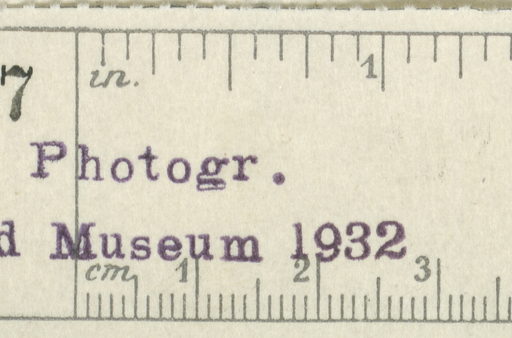 7
in. 1
Photogr.
d Museum 1932
cm 1 2 3